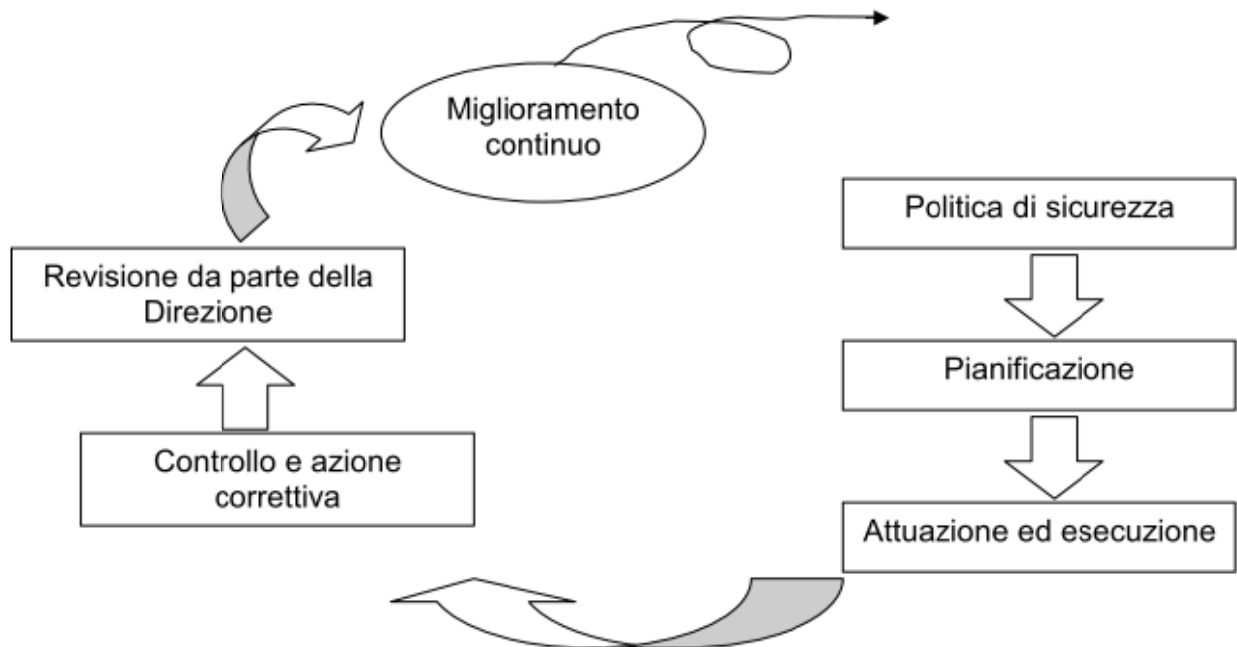 Miglioramento
continuo
Politica di sicurezza
Revisione da parte della
Direzione
Pianificazione
Controllo e azione
correttiva
Attuazione ed esecuzione